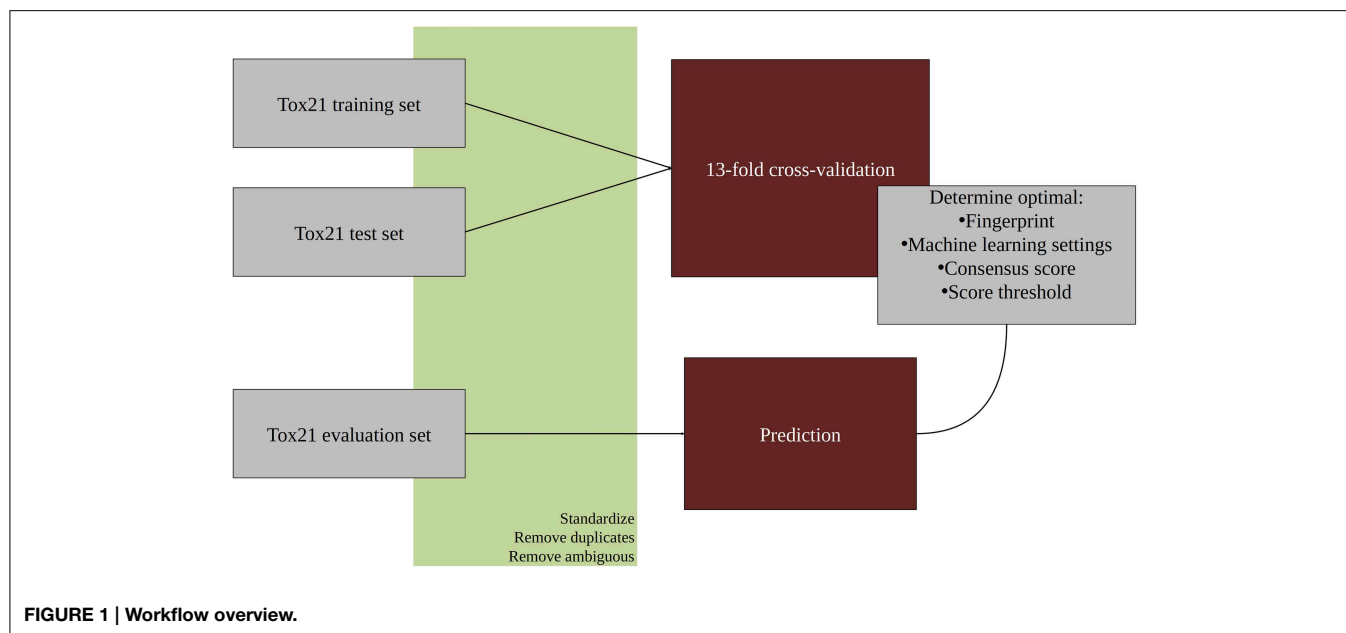 Tox21 training set
Tox21 test set
13-fold cross-validation
Determine optimal:
•Fingerprint
•Machine learning settings
•Consensus score
•Score threshold
Tox21 evaluation set
Prediction
Standardize
Remove duplicates
Remove ambiguous
FIGURE 1 | Workflow overview.